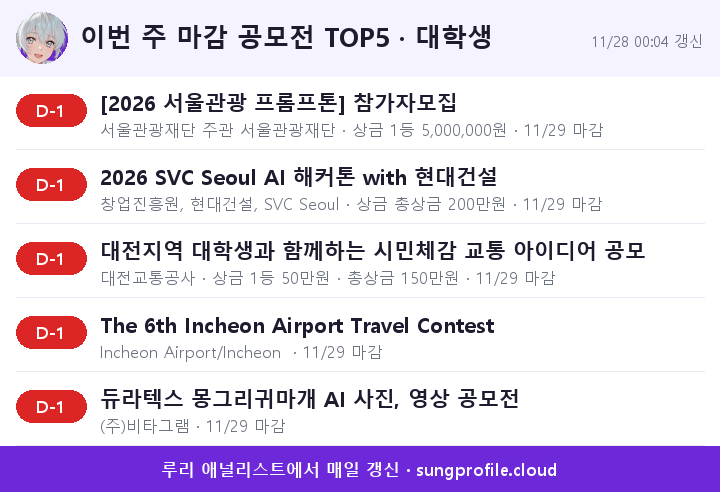 이번 주 마감 공모전 TOP5 · 대학생
11/28 00:04 갱신
D-1
[2026 서울관광 프롬프톤] 참가자모집
서울관광재단 주관 서울관광재단 · 상금 1등 5,000,000원 · 11/29 마감
D-1
2026 SVC Seoul AI 해커톤 with 현대건설
창업진흥원, 현대건설, SVC Seoul · 상금 총상금 200만원 · 11/29 마감
D-1
대전지역 대학생과 함께하는 시민체감 교통 아이디어 공모
대전교통공사 · 상금 1등 50만원 · 총상금 150만원 · 11/29 마감
D-1
The 6th Incheon Airport Travel Contest
Incheon Airport/Incheon · 11/29 마감
D-1
듀라텍스 몽그리귀마개 AI 사진, 영상 공모전
(주)비타그램 · 11/29 마감
루리 애널리스트에서 매일 갱신 · sungprofile.cloud